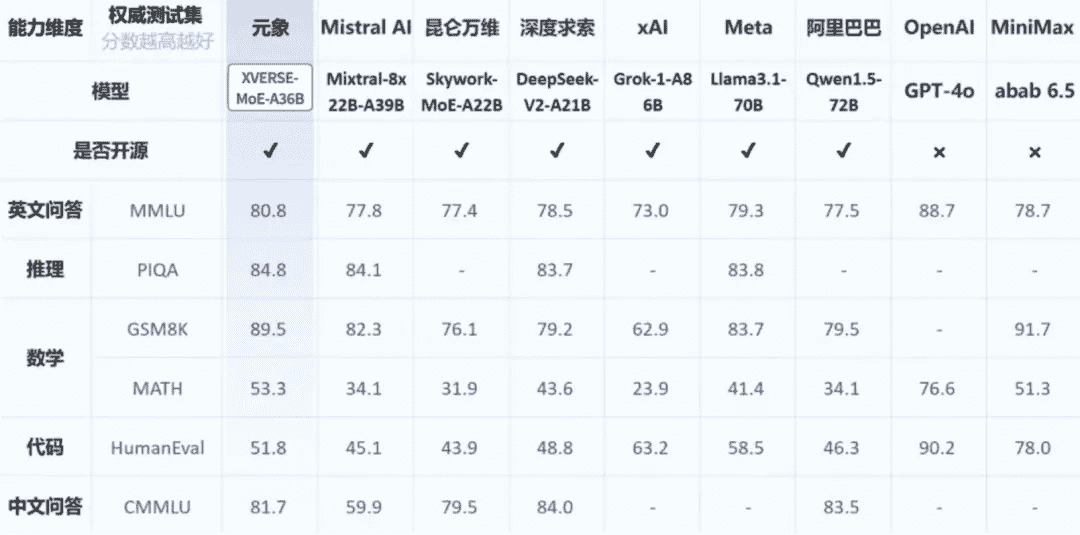 能力维度 权威测试集 元象 Mistral AI 昆仑万维 深度求索 xAI Meta 阿里巴巴 OpenAI MiniMax
分数越高越好
模型 XVERSE-MoE-A36B Mixtral-8x22B-A39B Skywork-MoE-A22B DeepSeek-V2-A21B Grok-1-A86B Llama3.1-70B Qwen1.5-72B GPT-4o abab 6.5
是否开源 ✓ ✓ ✓ ✓ ✓ ✓ ✓ × ×
英文问答 MMLU 80.8 77.8 77.4 78.5 73.0 79.3 77.5 88.7 78.7
推理 PIQA 84.8 84.1 - 83.7 - 83.8 - - -
数学 GSM8K 89.5 82.3 76.1 79.2 62.9 83.7 79.5 - 91.7
MATH 53.3 34.1 31.9 43.6 23.9 41.4 34.1 76.6 51.3
代码 HumanEval 51.8 45.1 43.9 48.8 63.2 58.5 46.3 90.2 78.0
中文问答 CMMLU 81.7 59.9 79.5 84.0 - - 83.5 - -